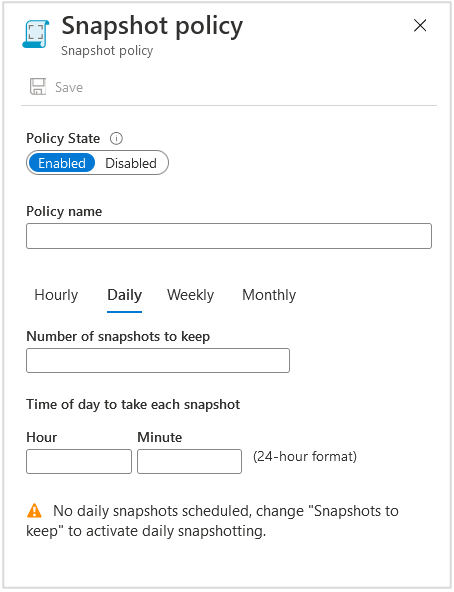 Snapshot policy
Snapshot policy
Save
Policy State
Enabled Disabled
Policy name
Hourly Daily Weekly Monthly
Number of snapshots to keep
Time of day to take each snapshot
Hour Minute
(24-hour format)
No daily snapshots scheduled, change "Snapshots to
keep" to activate daily snapshotting.